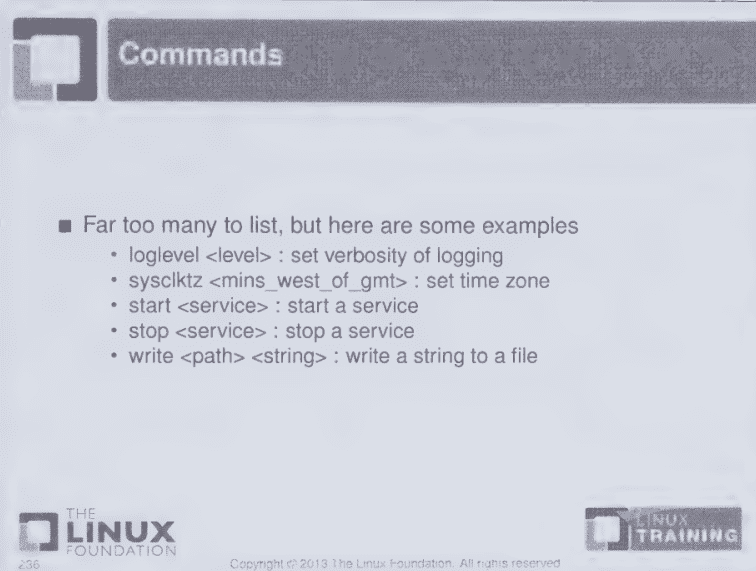 Commands
■ Far too many to list, but here are some examples
• loglevel <level> : set verbosity of logging
• sysclktz <mins_west_of_gmt> : set time zone
• start <service> : start a service
• stop <service> : stop a service
• write <path> <string> : write a string to a file
THE
LINUX
FOUNDATION
LINUX
TRAINING
236
Copyright © 2013 The Linux Foundation. All rights reserved